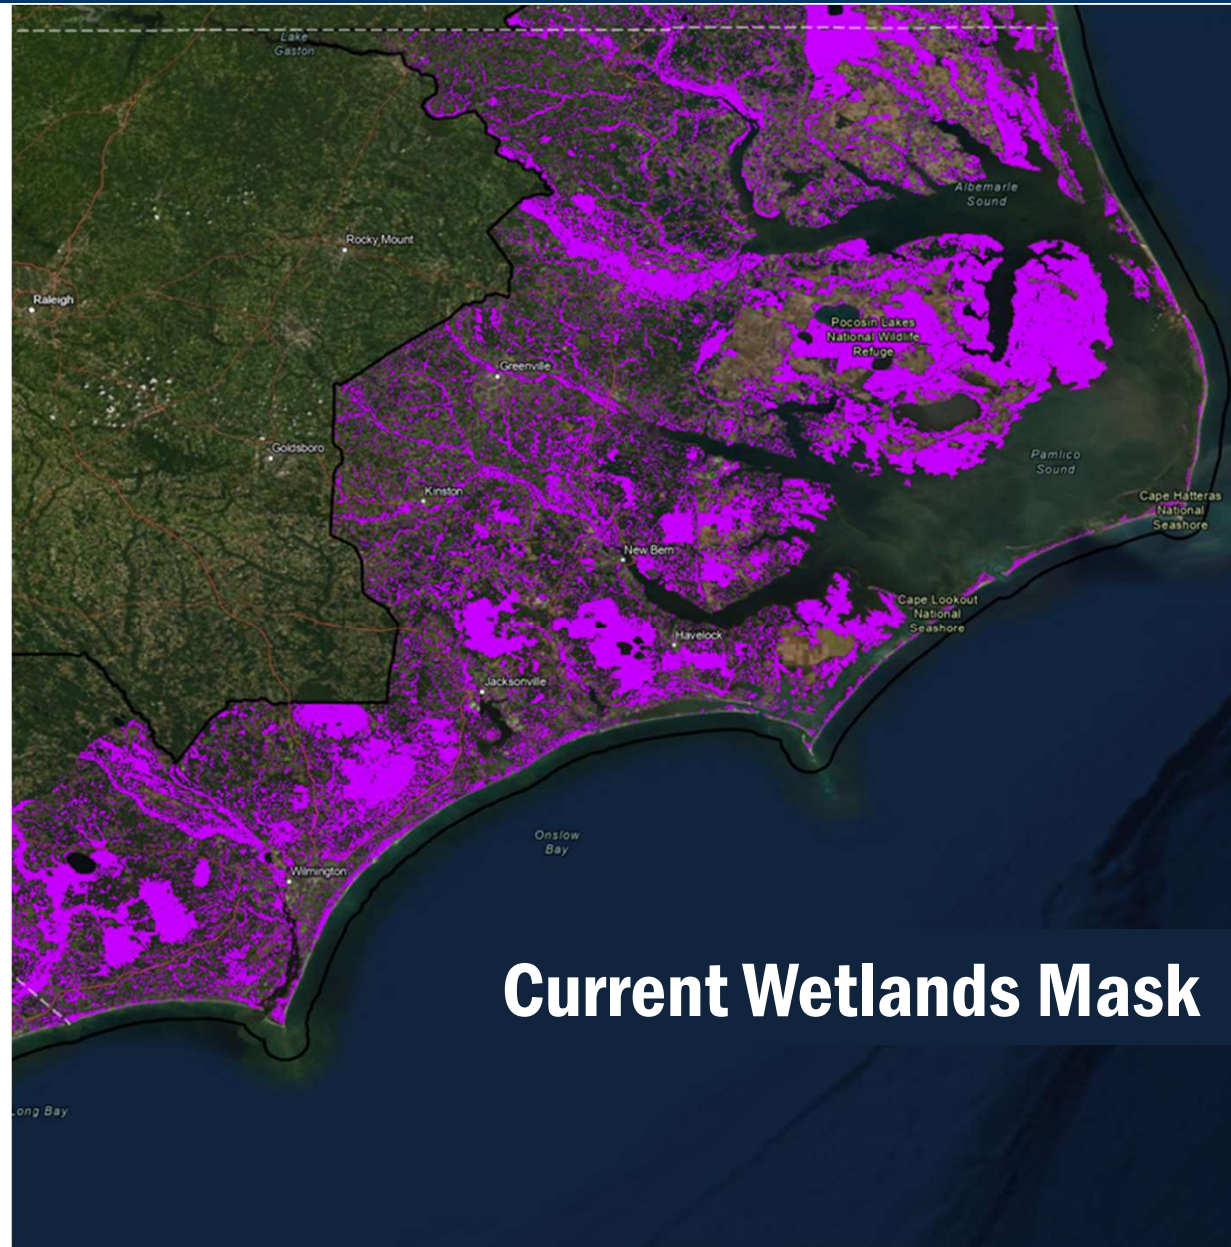 Lake
Gaston
Albemarle
Sound
Rocky Mount
Raleigh
Pocosin Lakes
National Wildlife
Refuge
Greenville
Goldsboro
Pamlico
Sound
Kinston
Cape Hatteras
National
Seashore
New Bern
Cape Lookout
National
Seashore
Havelock
Jacksonville
Onslow
Bay
Wilmington
Current Wetlands Mask
Long Bay